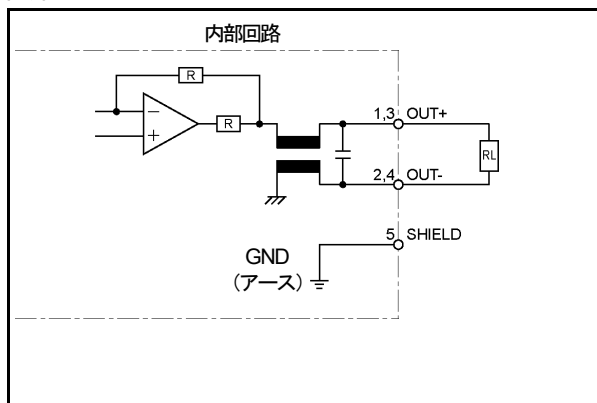 内部回路
R
R
1,3 OUT+
RL
2,4 OUT-
5 SHIELD
GND
(アース)